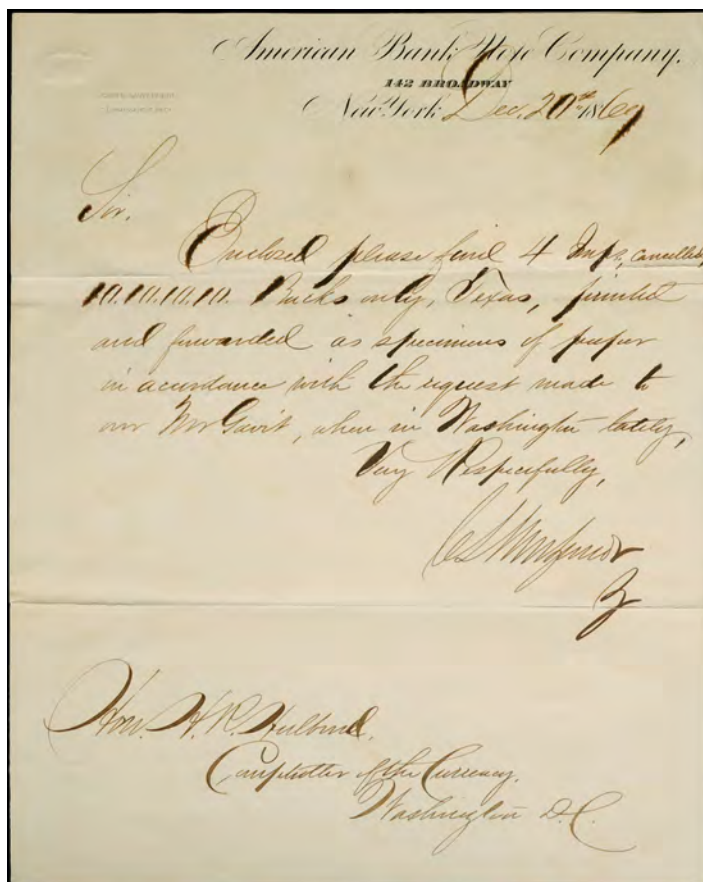 American Bank Note Company.
142 BROADWAY
New York, Dec. 20th 1869
Sir.
Enclosed please find 4 Imps, cancelled,
10.10.10.10. Backs only, Texas, printed
and forwarded as specimens of paper
in accordance with the request made to
our Mr Gavit, when in Washington lately,
Very Respectfully,
Hon. H. R. Hulburd.
Comptroller of the Currency.
Washington D.C.